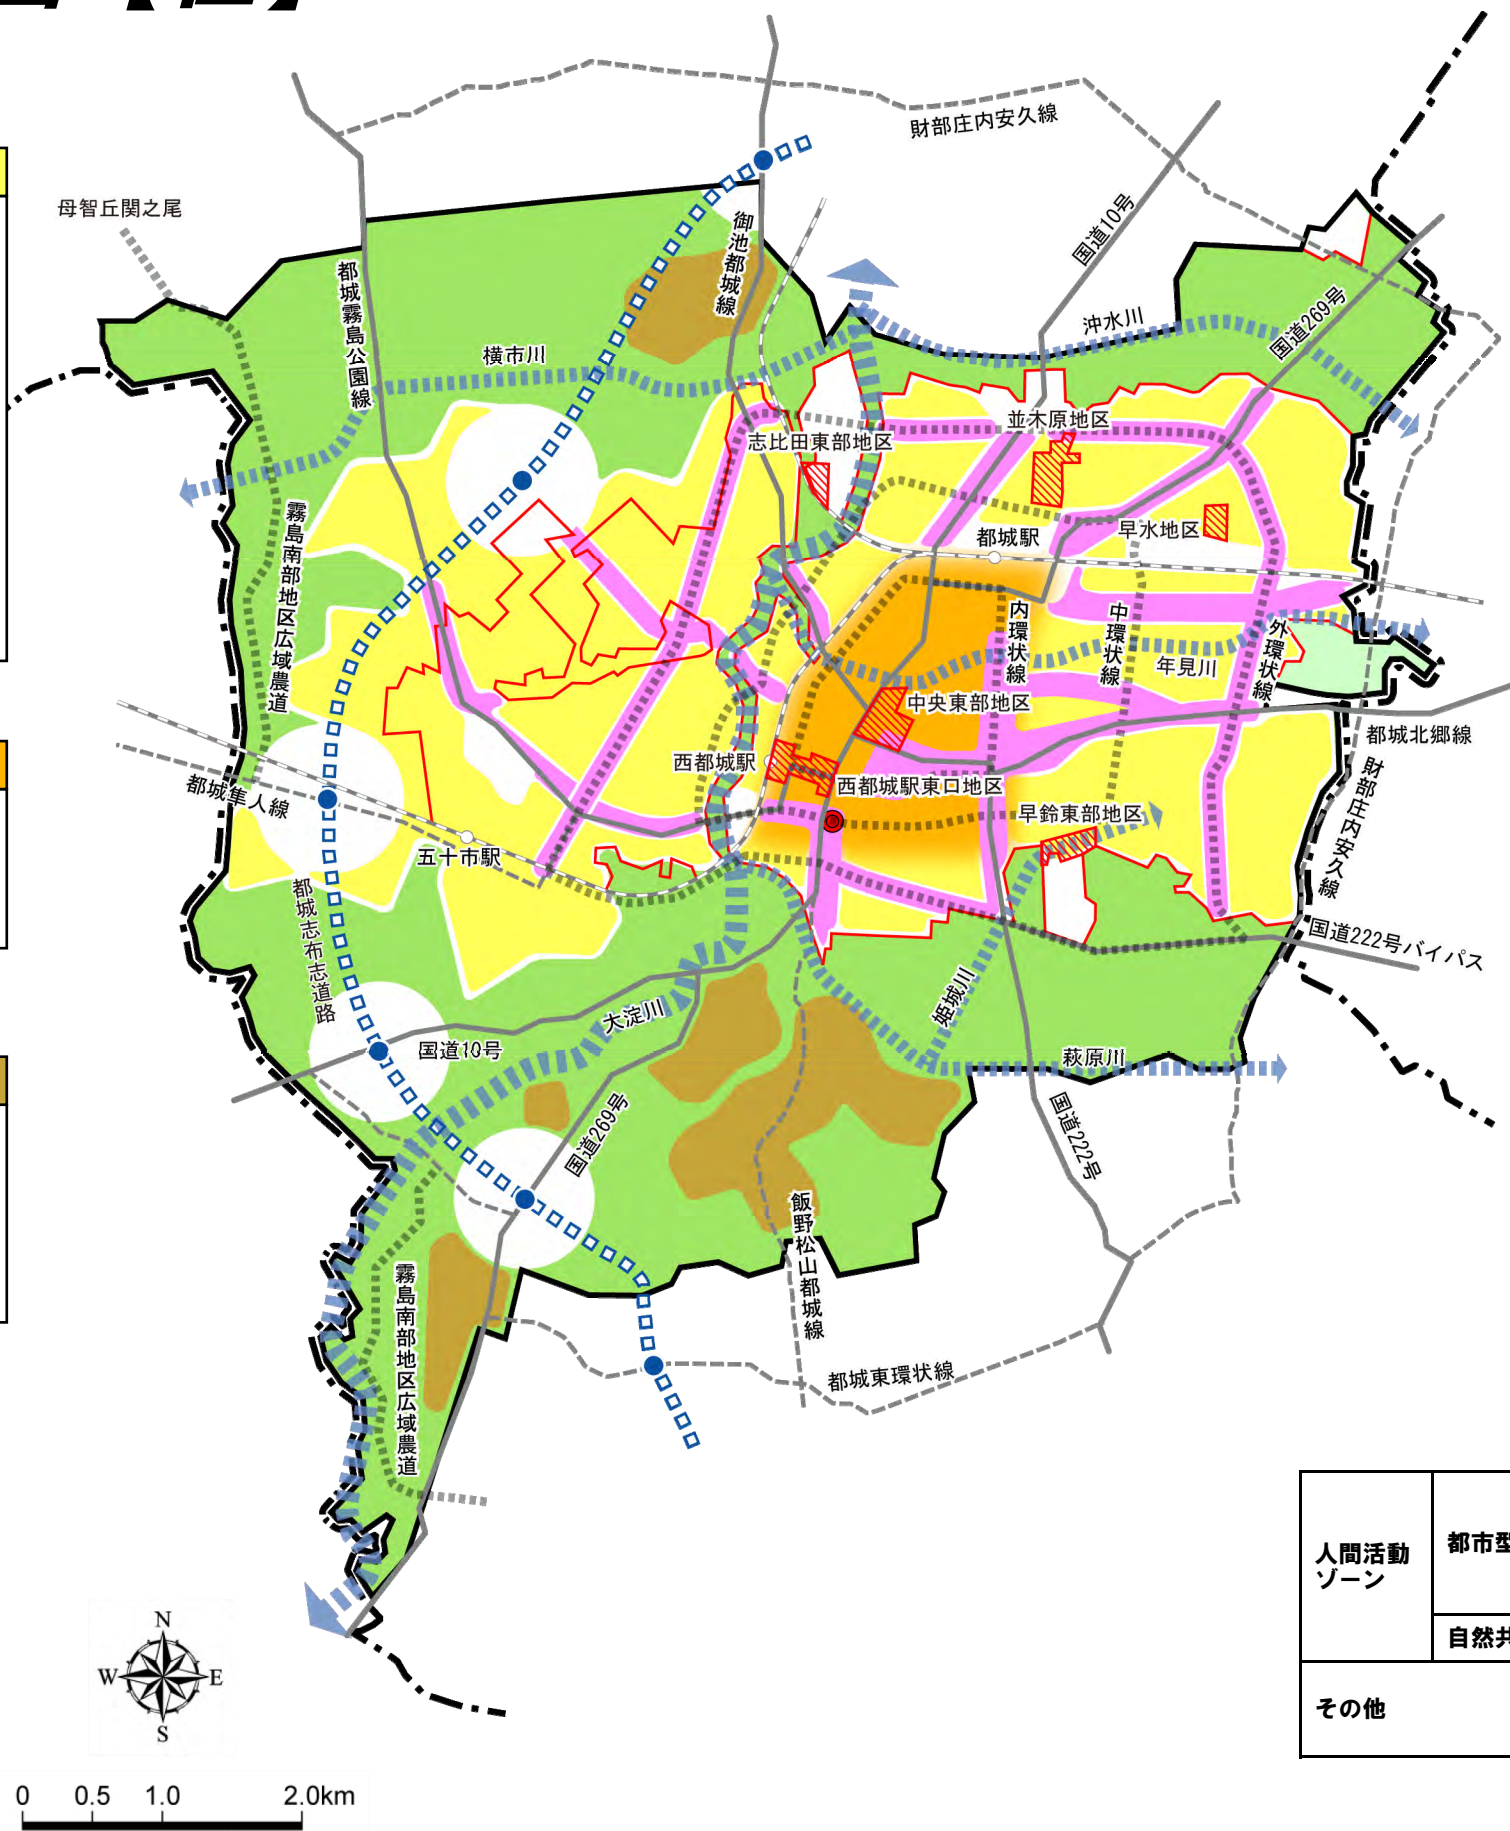 財部庄内安久線
母智丘関之尾
御池都城線
国道10号
都城霧島公園線
沖水川
国道269号
横市川
並木原地区
志比田東部地区
霧島南部地区広域農道
都城駅
早水地区
内環状線
中環状線
外環状線
年見川
中央東部地区
都城北郷線
西都城駅
財部庄内安久線
都城隼人線
西都城駅東口地区
早鈴東部地区
五十市駅
都城志布志道路
国道222号バイパス
大淀川
姫城川
国道10号
萩原川
国道269号
国道222号
飯野松山都城線
霧島南部地区広域農道
都城東環状線
人間活動
ゾーン
都市型
自然共
その他
N
W E
S
0 0.5 1.0 2.0km